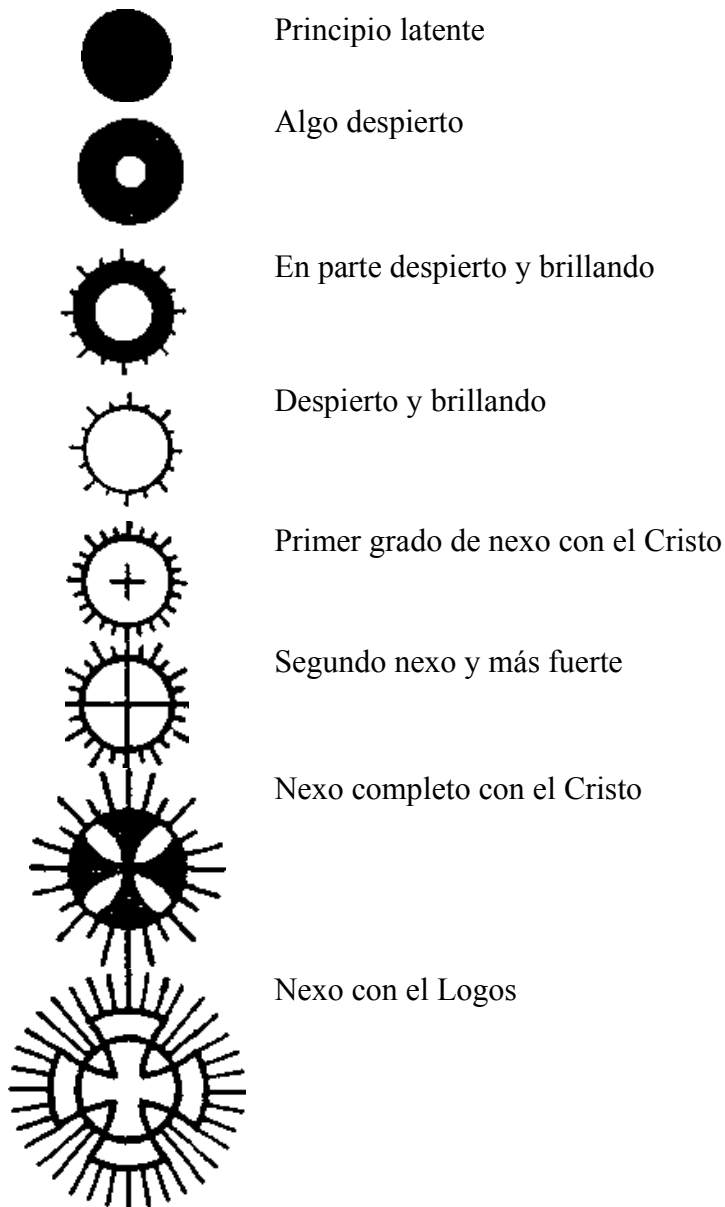 Principio latente
Algo despierto
En parte despierto y brillando
Despierto y brillando
Primer grado de nexo con el Cristo
Segundo nexo y más fuerte
Nexo completo con el Cristo
Nexo con el Logos